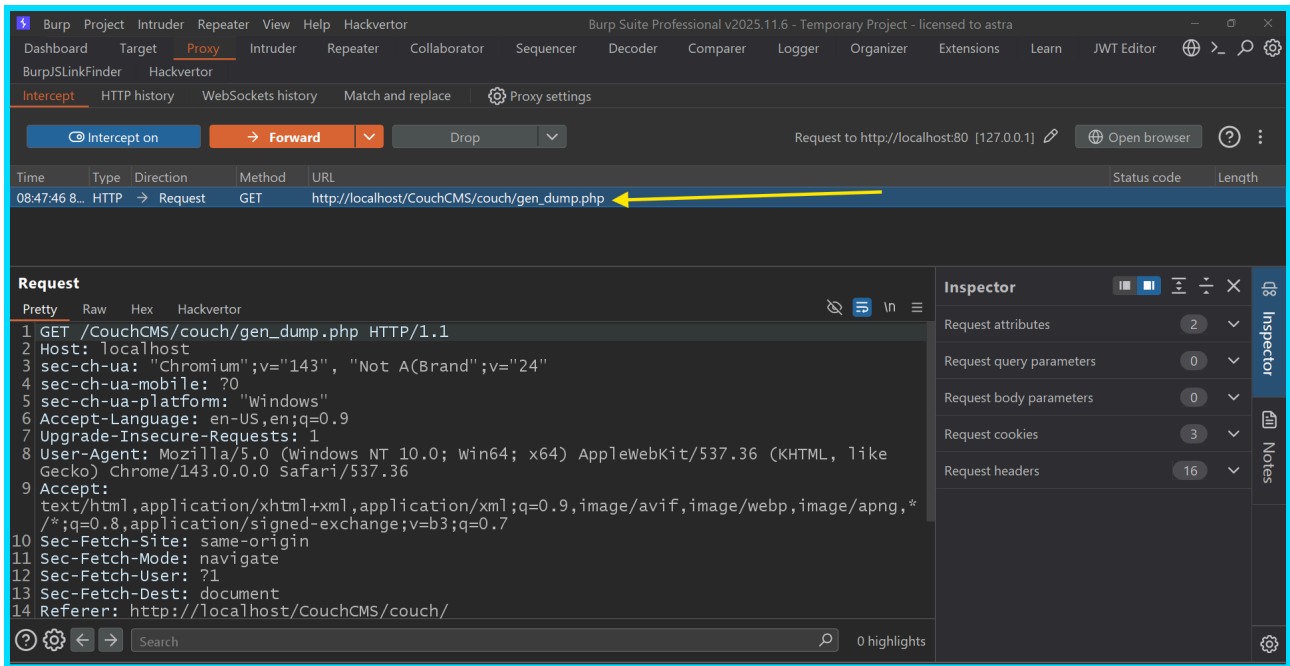 Burp Project Intruder Repeater View Help Hackvertor Burp Suite Professional v2025.11.6 - Temporary Project - licensed to astra
Dashboard Target Proxy Intruder Repeater Collaborator Sequencer Decoder Comparer Logger Organizer Extensions Learn JWT Editor
BurpJSLinkFinder Hackvertor
Intercept HTTP history WebSockets history Match and replace Proxy settings
Intercept on Forward Drop Request to http://localhost:80 [127.0.0.1] Open browser
Time Type Direction Method URL Status code Length
08:47:46 8... HTTP → Request GET http://localhost/CouchCMS/couch/gen_dump.php
Request
Pretty Raw Hex Hackvertor \n
1 GET /CouchCMS/couch/gen_dump.php HTTP/1.1
2 Host: localhost
3 sec-ch-ua: "Chromium";v="143", "Not A(Brand";v="24"
4 sec-ch-ua-mobile: ?0
5 sec-ch-ua-platform: "Windows"
6 Accept-Language: en-US,en;q=0.9
7 Upgrade-Insecure-Requests: 1
8 User-Agent: Mozilla/5.0 (Windows NT 10.0; Win64; x64) AppleWebKit/537.36 (KHTML, like
Gecko) Chrome/143.0.0.0 Safari/537.36
9 Accept:
text/html,application/xhtml+xml,application/xml;q=0.9,image/avif,image/webp,image/apng,*
/*;q=0.8,application/signed-exchange;v=b3;q=0.7
10 Sec-Fetch-Site: same-origin
11 Sec-Fetch-Mode: navigate
12 Sec-Fetch-User: ?1
13 Sec-Fetch-Dest: document
14 Referer: http://localhost/CouchCMS/couch/
Search 0 highlights
Inspector
Request attributes 2
Request query parameters 0
Request body parameters 0
Request cookies 3
Request headers 16
Inspector
Notes